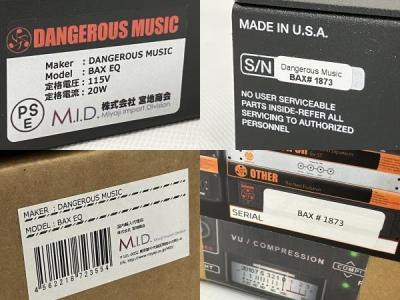 DANGEROUS MUSIC
Maker : DANGEROUS MUSIC
Model : BAX EQ
定格電圧 : 115V
定格電流 : 20W
PS
E
M.I.D. 株式会社 宮地商会
Miyaji Import Division
MADE IN U.S.A.
S/N
Dangerous Music
BAX# 1873
NO USER SERVICEABLE
PARTS INSIDE-REFER ALL
SERVICING TO AUTHORIZED
PERSONNEL
MAKER : DANGEROUS MUSIC
MODEL : BAX EQ
M.I.D.
OTHER
SERIAL
BAX # 1873
VU / COMPRESSION